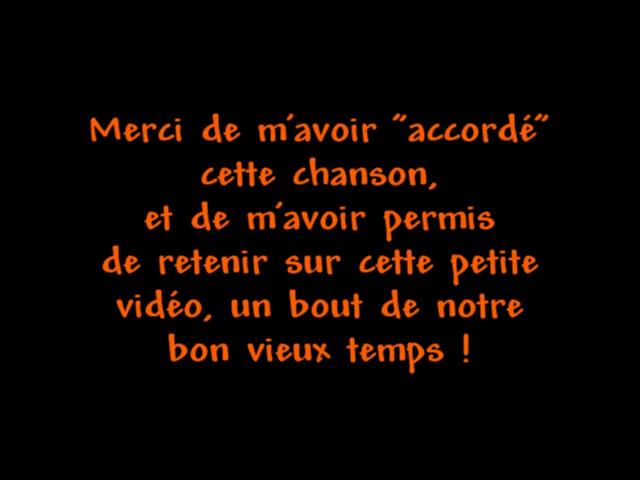 Merci de m'avoir "accordé"
cette chanson,
et de m'avoir permis
de retenir sur cette petite
vidéo, un bout de notre
bon vieux temps !